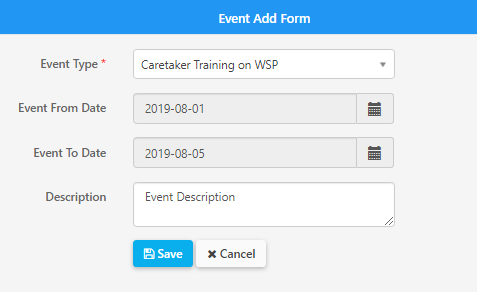 Event Add Form
Event Type * Caretaker Training on WSP
Event From Date 2019-08-01
Event To Date 2019-08-05
Description Event Description
Save Cancel